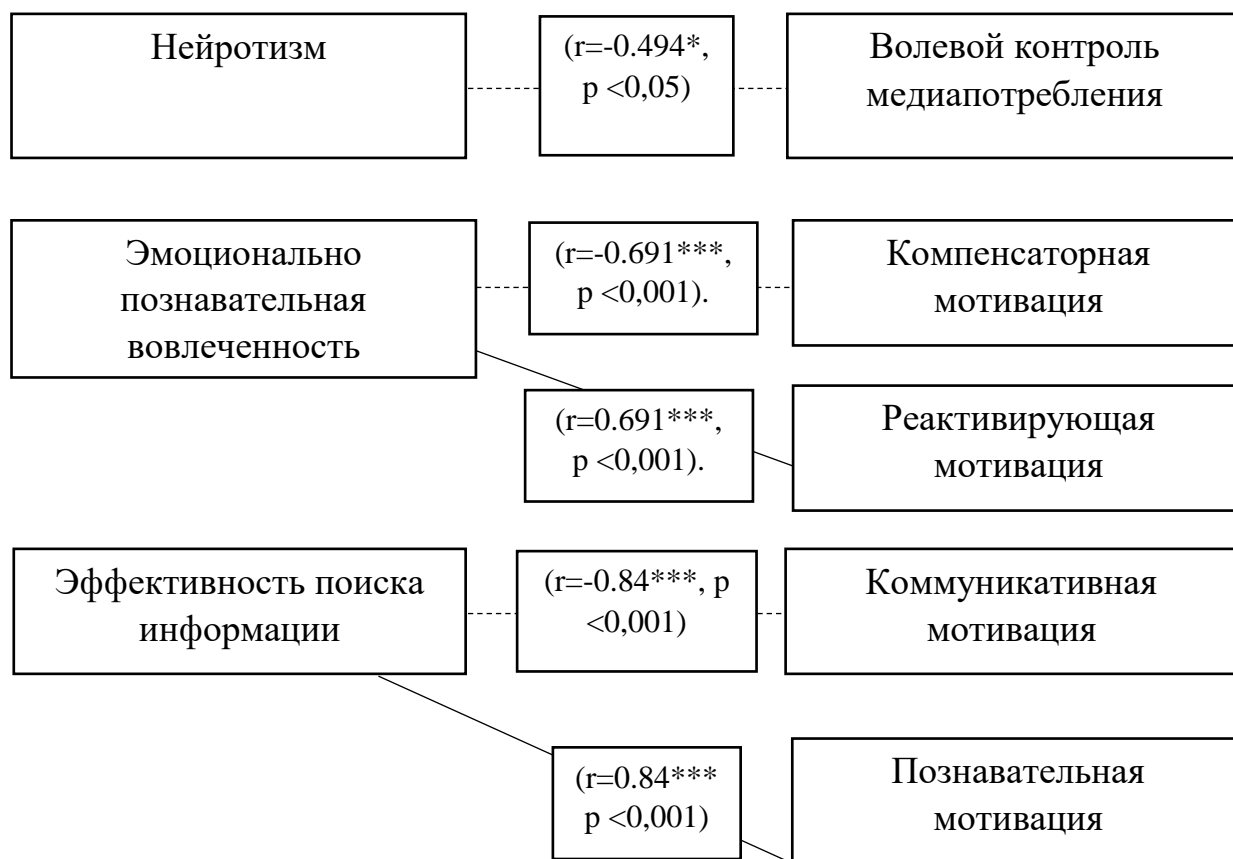 Нейротизм
(r=-0.494*,
p <0,05)
Волевой контроль
медиапотребления
Эмоционально
познавательная
вовлеченность
(r=-0.691***,
p <0,001).
Компенсаторная
мотивация
(r=0.691***,
p <0,001).
Реактивирующая
мотивация
Эффективность поиска
информации
(r=-0.84***, p
<0,001)
Коммуникативная
мотивация
(r=0.84***
p <0,001)
Познавательная
мотивация